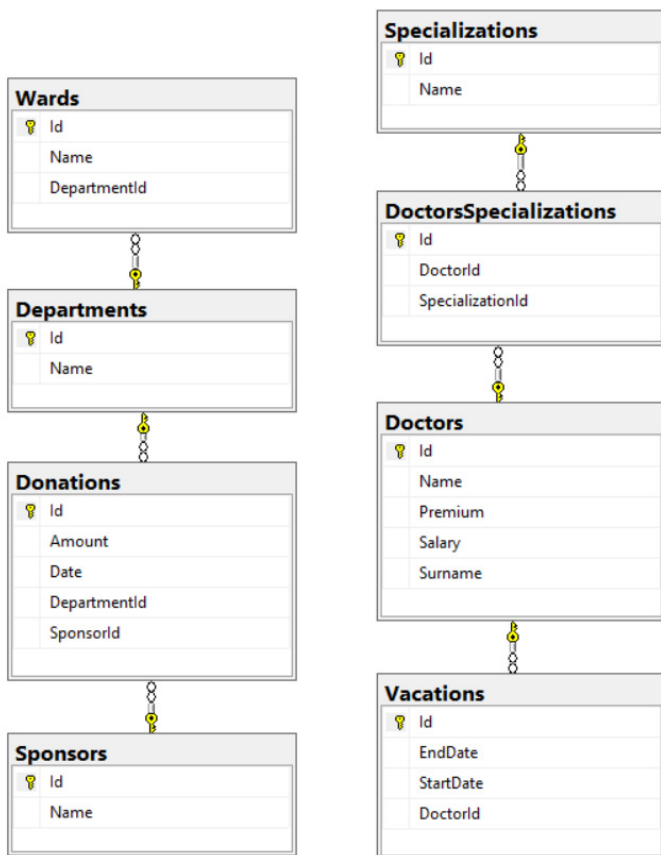 Wards
Id
Name
DepartmentId
Departments
Id
Name
Donations
Id
Amount
Date
DepartmentId
SponsorId
Sponsors
Id
Name
Specializations
Id
Name
DoctorsSpecializations
Id
DoctorId
SpecializationId
Doctors
Id
Name
Premium
Salary
Surname
Vacations
Id
EndDate
StartDate
DoctorId